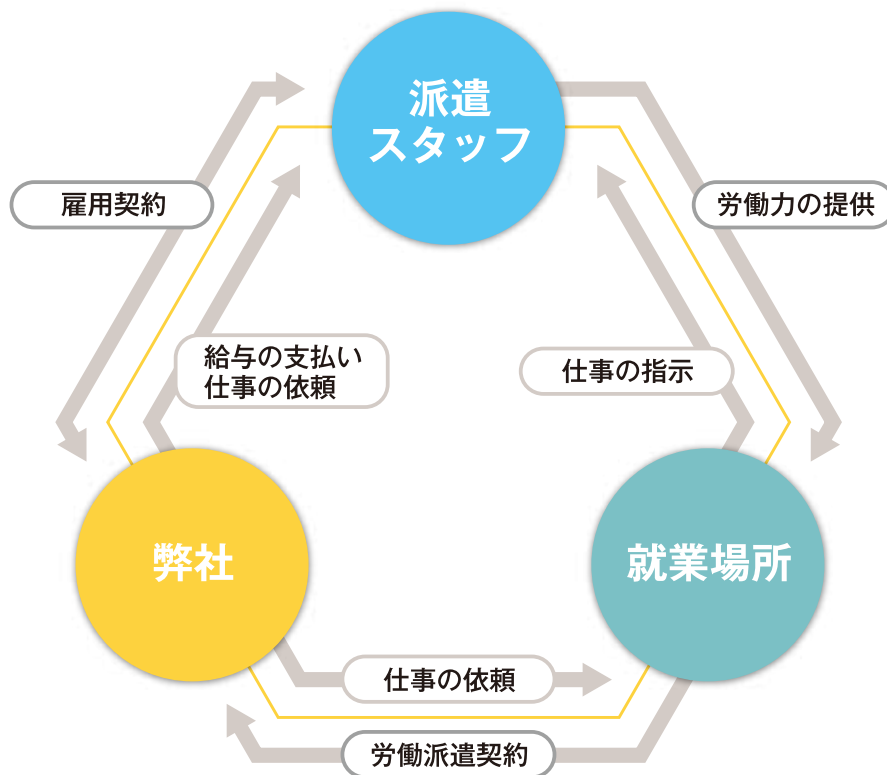 派遣
スタッフ
雇用契約
労働力の提供
給与の支払い
仕事の依頼
仕事の指示
弊社
就業場所
仕事の依頼
労働派遣契約